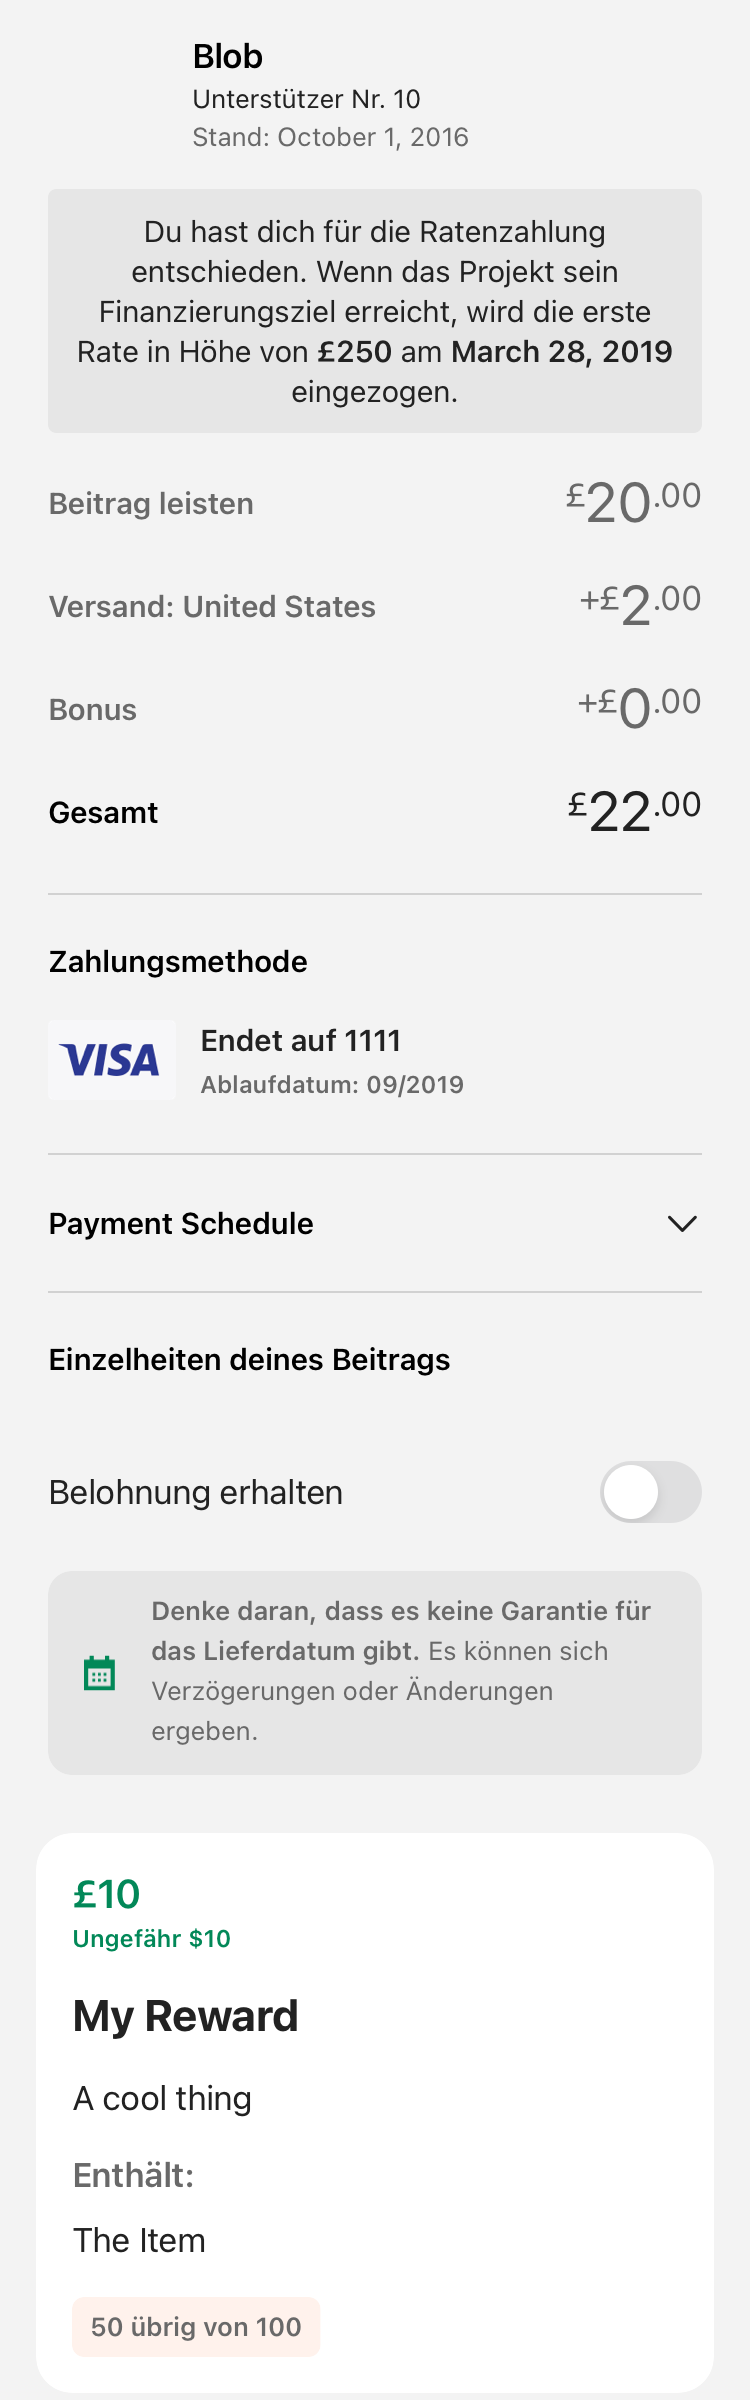 Blob
Unterstützer Nr. 10
Stand: October 1, 2016
Du hast dich für die Ratenzahlung
entschieden. Wenn das Projekt sein
Finanzierungsziel erreicht, wird die erste
Rate in Höhe von £250 am March 28, 2019
eingezogen.
Beitrag leisten £20.00
Versand: United States +£2.00
Bonus +£0.00
Gesamt £22.00
Zahlungsmethode
VISA
Endet auf 1111
Ablaufdatum: 09/2019
Payment Schedule
Einzelheiten deines Beitrags
Belohnung erhalten
Denke daran, dass es keine Garantie für
das Lieferdatum gibt. Es können sich
Verzögerungen oder Änderungen
ergeben.
£10
Ungefähr $10
My Reward
A cool thing
Enthält:
The Item
50 übrig von 100